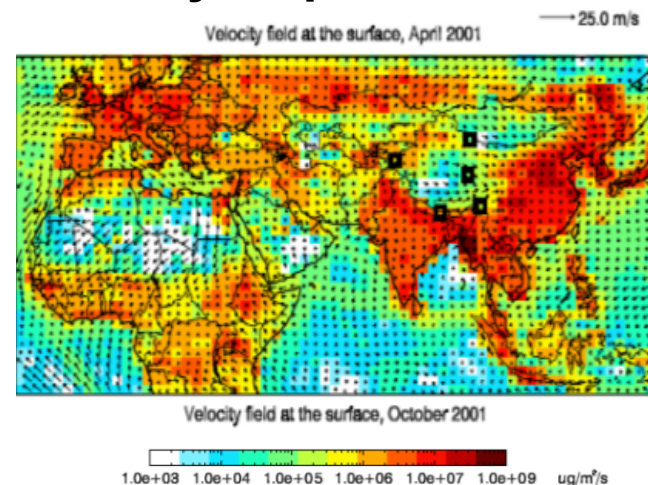 25.0 m/s
Velocity field at the surface, April 2001
Velocity field at the surface, October 2001
1.0e+03 1.0e+04 1.0e+05 1.0e+06 1.0e+07 1.0e+09 ug/m²/s